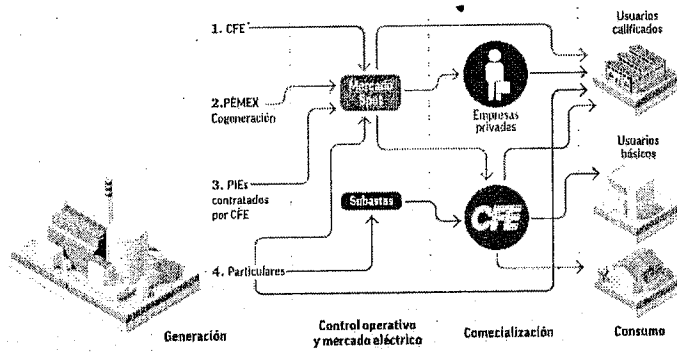 Usuarios
calificados
1. CFE
Mercado
Spot
2.PEMEX
Cogeneración
Empresas
privadas
Usuarios
básicos
3. PIEs
contratados
por CFE
Subastas
CFE
4. Particulares
Generación
Control operativo
y mercado eléctrico
Comecialización
Consumo